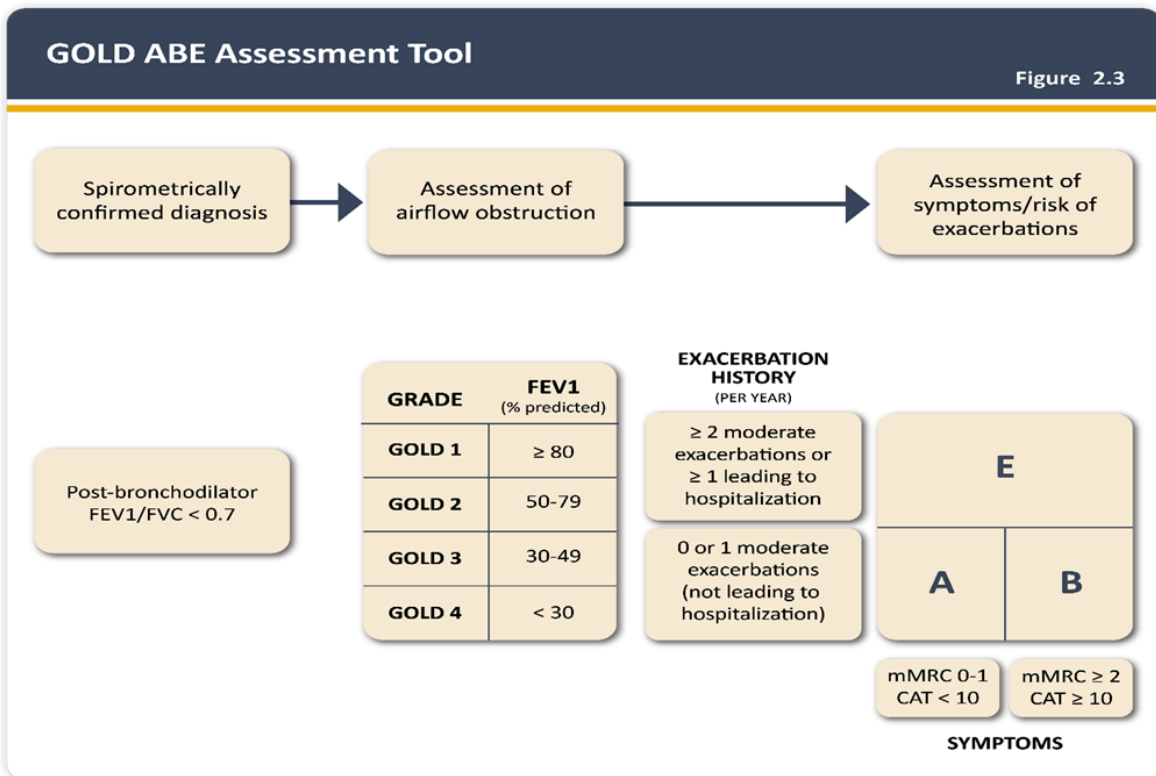 GOLD ABE Assessment Tool
Figure 2.3
Spirometrically
confirmed diagnosis
Assessment of
airflow obstruction
Assessment of
symptoms/risk of
exacerbations
Post-bronchodilator
FEV1/FVC < 0.7
GRADE
FEV1
(% predicted)
GOLD 1
≥ 80
GOLD 2
50-79
GOLD 3
30-49
GOLD 4
< 30
EXACERBATION
HISTORY
(PER YEAR)
≥ 2 moderate
exacerbations or
≥ 1 leading to
hospitalization
0 or 1 moderate
exacerbations
(not leading to
hospitalization)
E
A
B
mMRC 0-1
CAT < 10
mMRC ≥ 2
CAT ≥ 10
SYMPTOMS